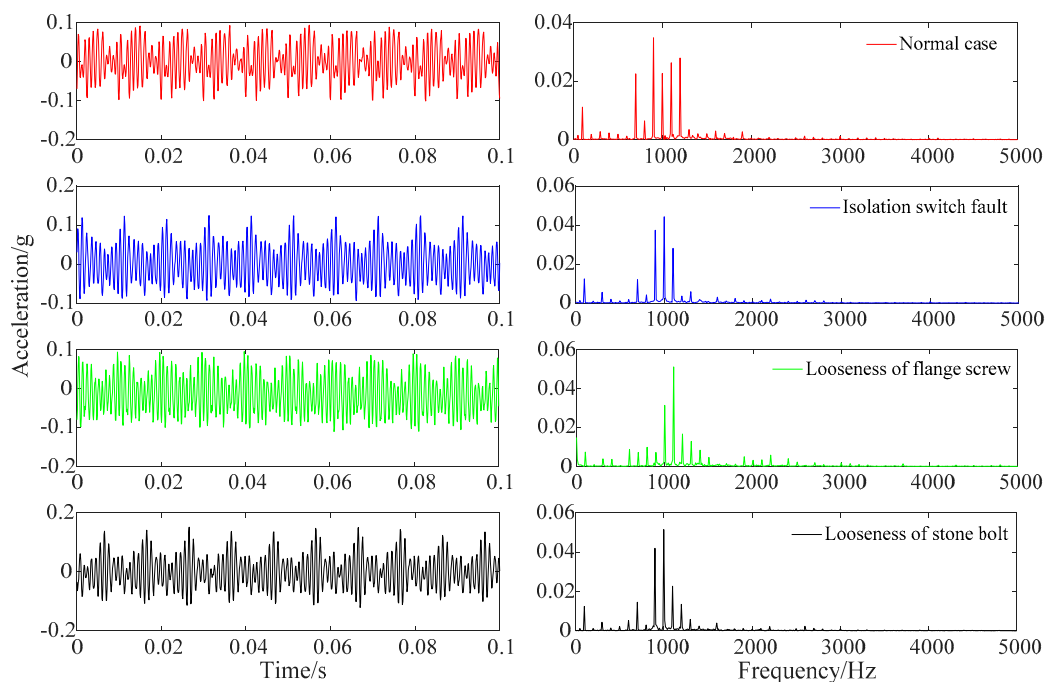 0.1
0
-0.1
-0.2
0 0.02 0.04 0.06 0.08 0.1
0.04
0.02
0
0 1000 2000 3000 4000 5000
Normal case
0.2
0.1
0
-0.1
0 0.02 0.04 0.06 0.08 0.1
0.06
0.04
0.02
0
0 1000 2000 3000 4000 5000
Isolation switch fault
Acceleration/g
0.1
0
-0.1
-0.2
0 0.02 0.04 0.06 0.08 0.1
0.06
0.04
0.02
0
0 1000 2000 3000 4000 5000
Looseness of flange screw
0.2
0
-0.2
0 0.02 0.04 0.06 0.08 0.1
Time/s
0.06
0.04
0.02
0
0 1000 2000 3000 4000 5000
Looseness of stone bolt
Frequency/Hz